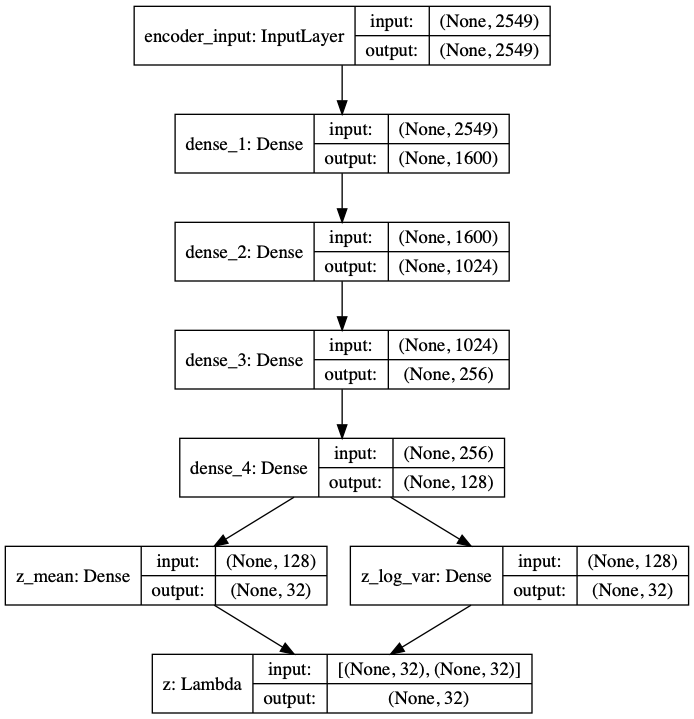 encoder_input: InputLayer
input: (None, 2549)
output: (None, 2549)
dense_1: Dense
input: (None, 2549)
output: (None, 1600)
dense_2: Dense
input: (None, 1600)
output: (None, 1024)
dense_3: Dense
input: (None, 1024)
output: (None, 256)
dense_4: Dense
input: (None, 256)
output: (None, 128)
z_mean: Dense
input: (None, 128)
output: (None, 32)
z_log_var: Dense
input: (None, 128)
output: (None, 32)
z: Lambda
input: [(None, 32), (None, 32)]
output: (None, 32)